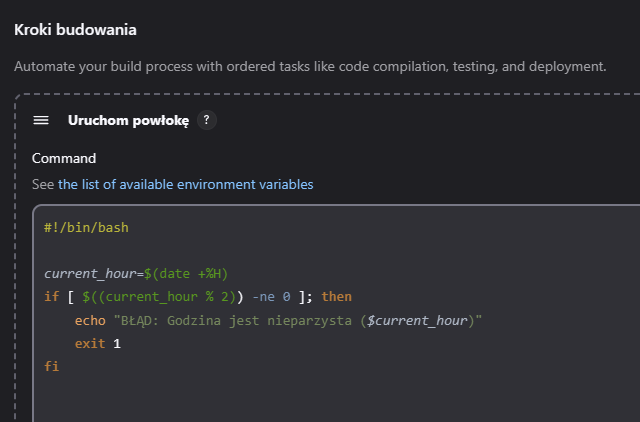 Kroki budowania
Automate your build process with ordered tasks like code compilation, testing, and deployment.
Uruchom powłokę ?
Command
See the list of available environment variables
#!/bin/bash
current_hour=$(date +%H)
if [ $((current_hour % 2)) -ne 0 ]; then
    echo "BŁĄD: Godzina jest nieparzysta ($current_hour)"
    exit 1
fi